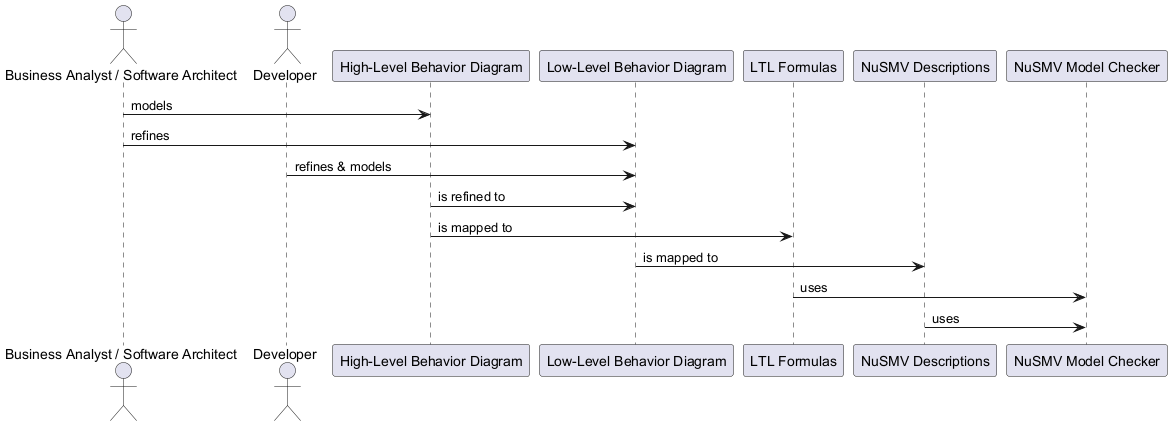 Business Analyst / Software Architect
Developer
High-Level Behavior Diagram
Low-Level Behavior Diagram
LTL Formulas
NuSMV Descriptions
NuSMV Model Checker
models
refines
refines & models
is refined to
is mapped to
is mapped to
uses
uses
Business Analyst / Software Architect
Developer
High-Level Behavior Diagram
Low-Level Behavior Diagram
LTL Formulas
NuSMV Descriptions
NuSMV Model Checker